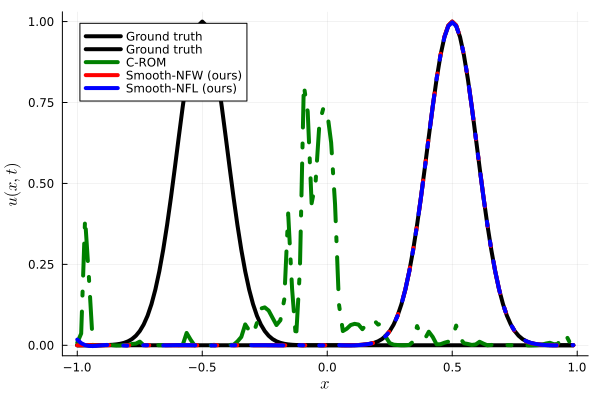 1.00
0.75
0.50
0.25
0.00
u(x, t)
Ground truth
Ground truth
C-ROM
Smooth-NFW (ours)
Smooth-NFL (ours)
−1.0
−0.5
0.0
0.5
1.0
x